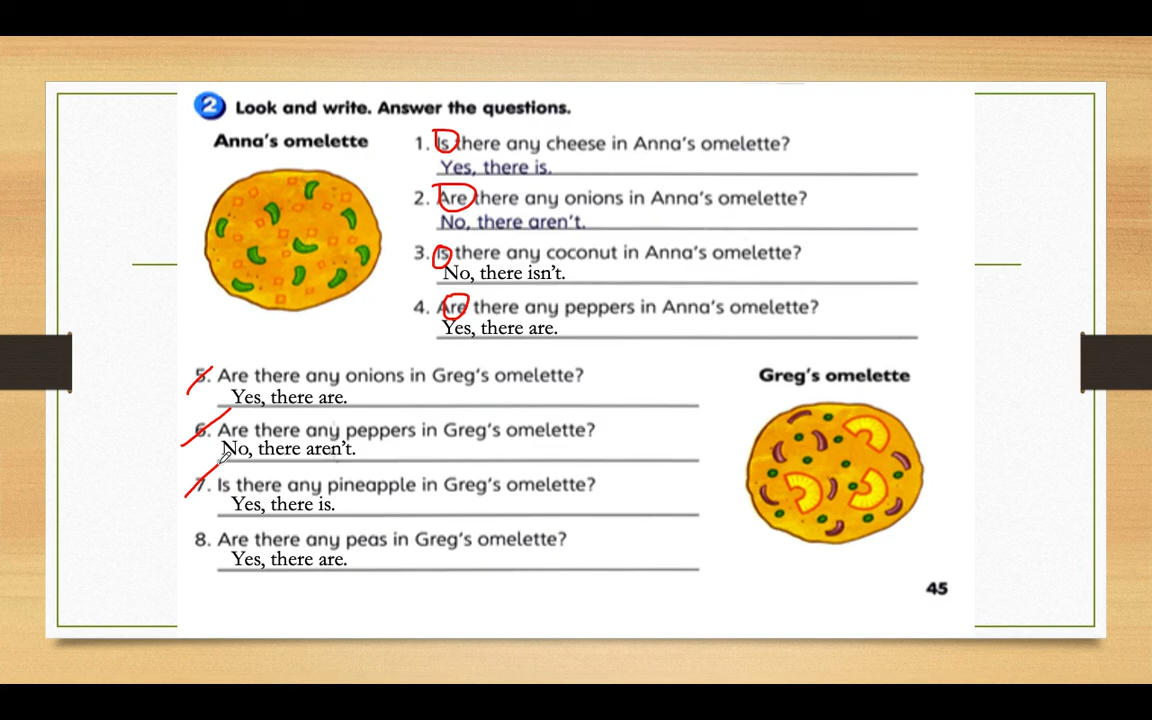 2 Look and write. Answer the questions.
Anna's omelette
1. Is there any cheese in Anna's omelette?
Yes, there is.
2. Are there any onions in Anna's omelette?
No, there aren't.
3. Is there any coconut in Anna's omelette?
No, there isn't.
4. Are there any peppers in Anna's omelette?
Yes, there are.
5. Are there any onions in Greg's omelette?
Yes, there are.
6. Are there any peppers in Greg's omelette?
No, there aren't.
7. Is there any pineapple in Greg's omelette?
Yes, there is.
8. Are there any peas in Greg's omelette?
Yes, there are.
Greg's omelette
45